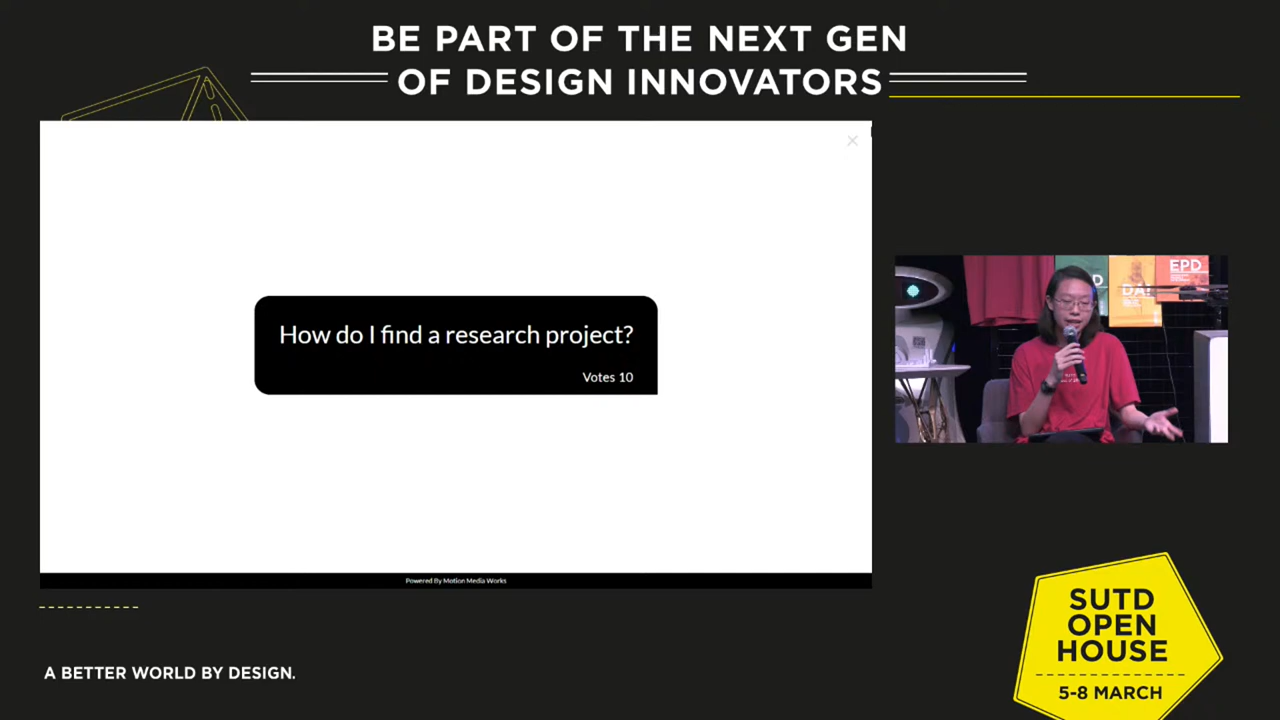 BE PART OF THE NEXT GEN
OF DESIGN INNOVATORS
How do I find a research project?
Votes 10
Powered By Motion Media Works
EPD
DAI
D
SUTD
OPEN
HOUSE
5-8 MARCH
A BETTER WORLD BY DESIGN.